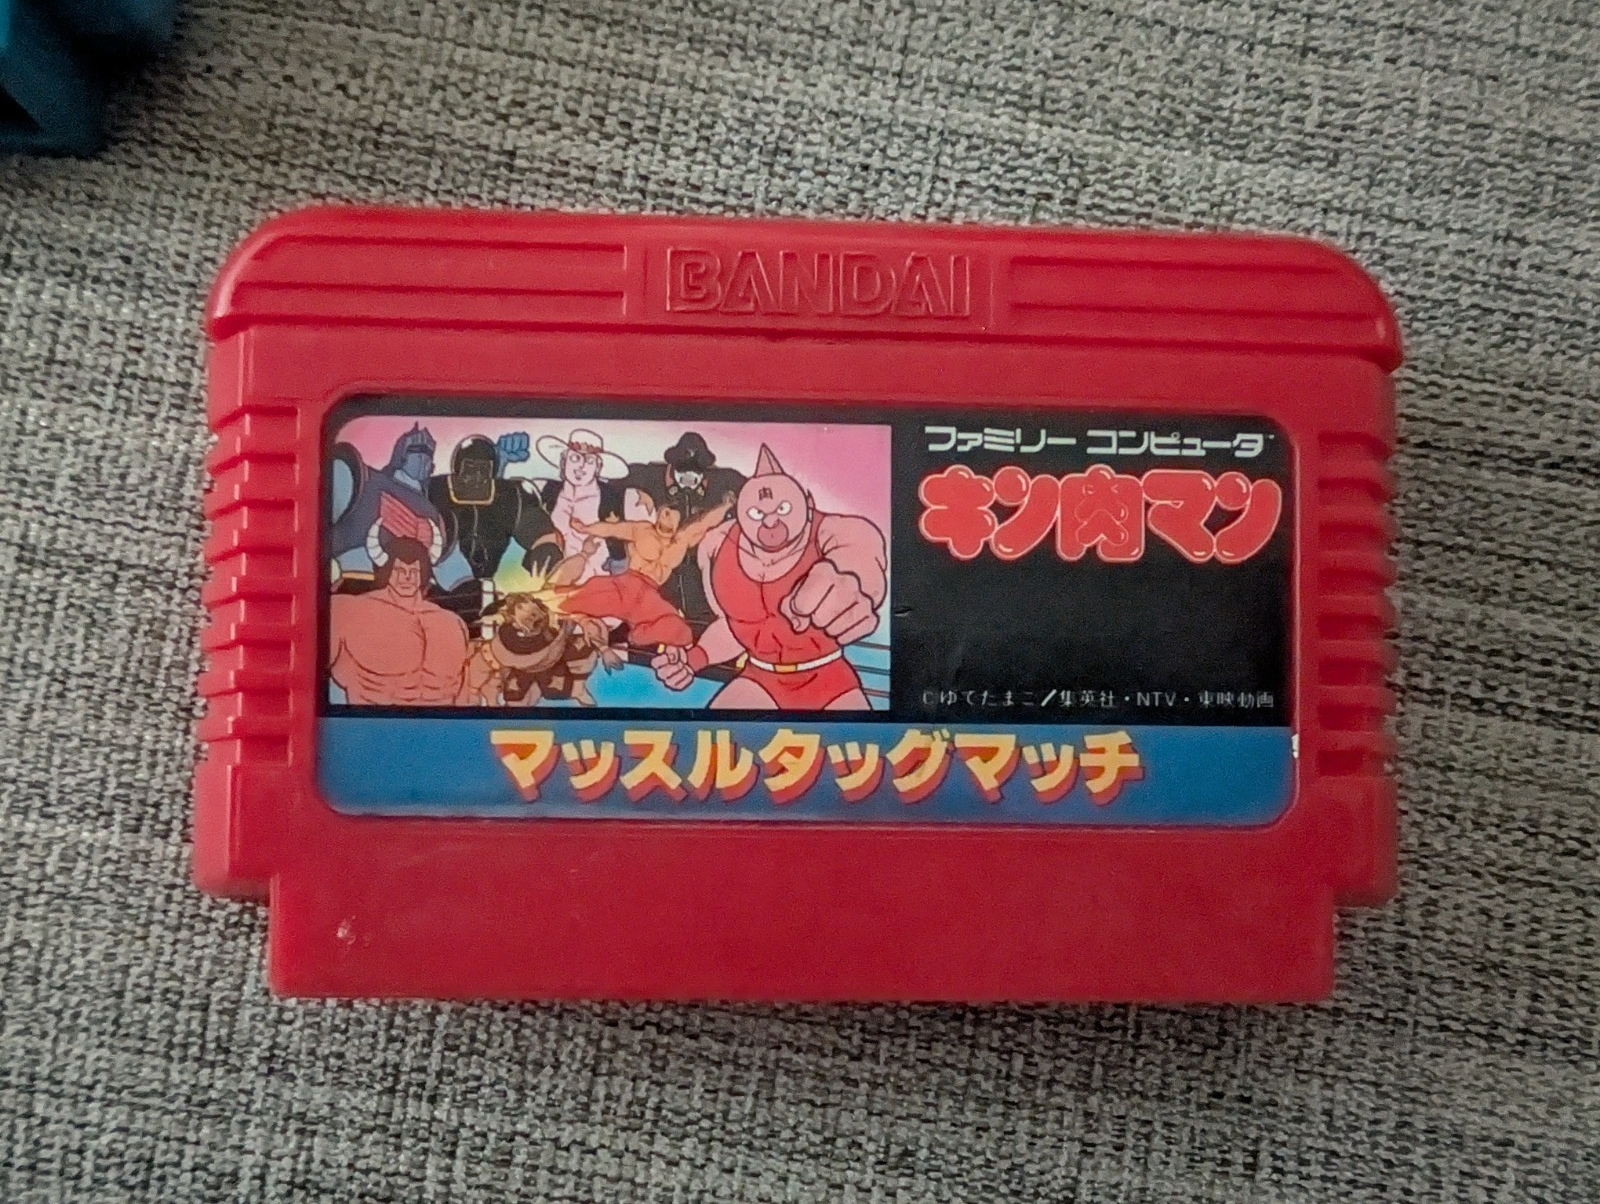 BANDAI
ファミリー コンピュータ
キン肉マン
肉
©ゆでたまご/集英社・NTV・東映動画
マッスルタッグマッチ